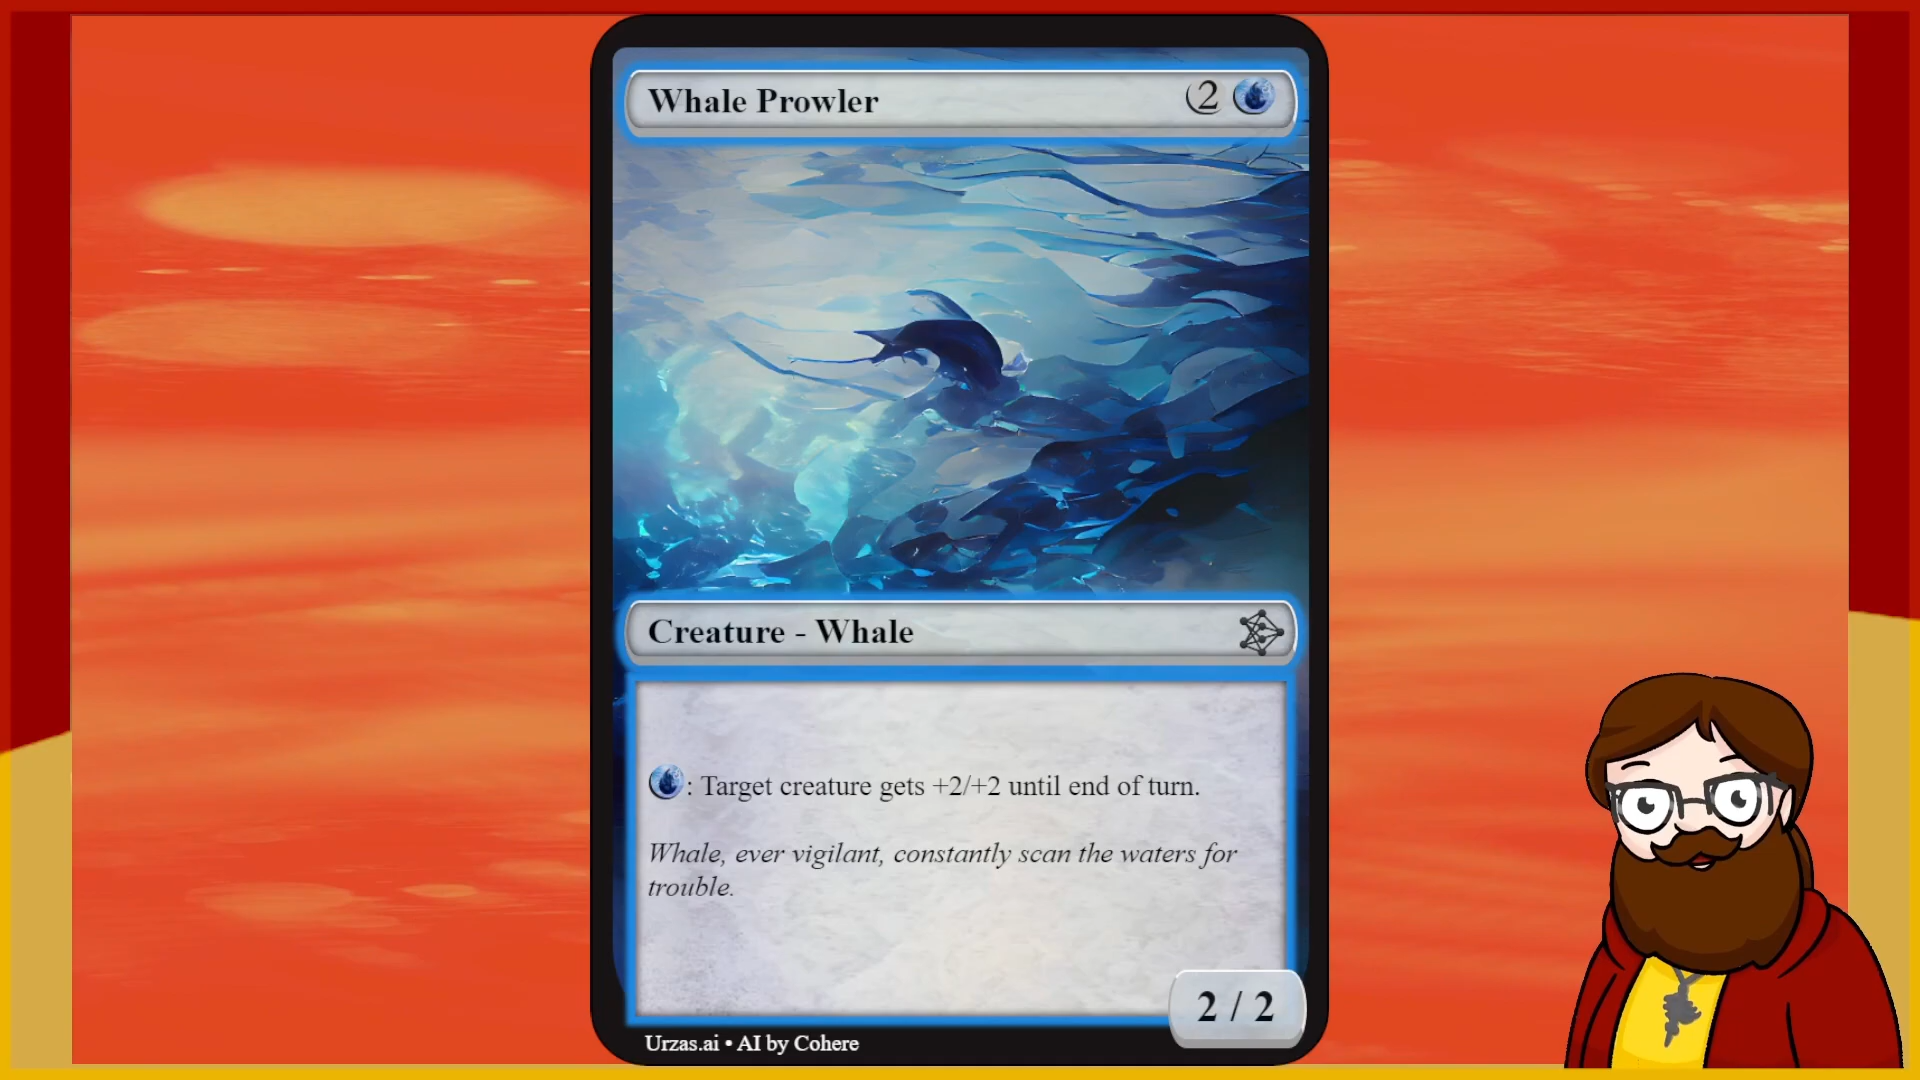 Whale Prowler 2
Creature - Whale
: Target creature gets +2/+2 until end of turn.
Whale, ever vigilant, constantly scan the waters for
trouble.
2 / 2
Urzas.ai • AI by Cohere